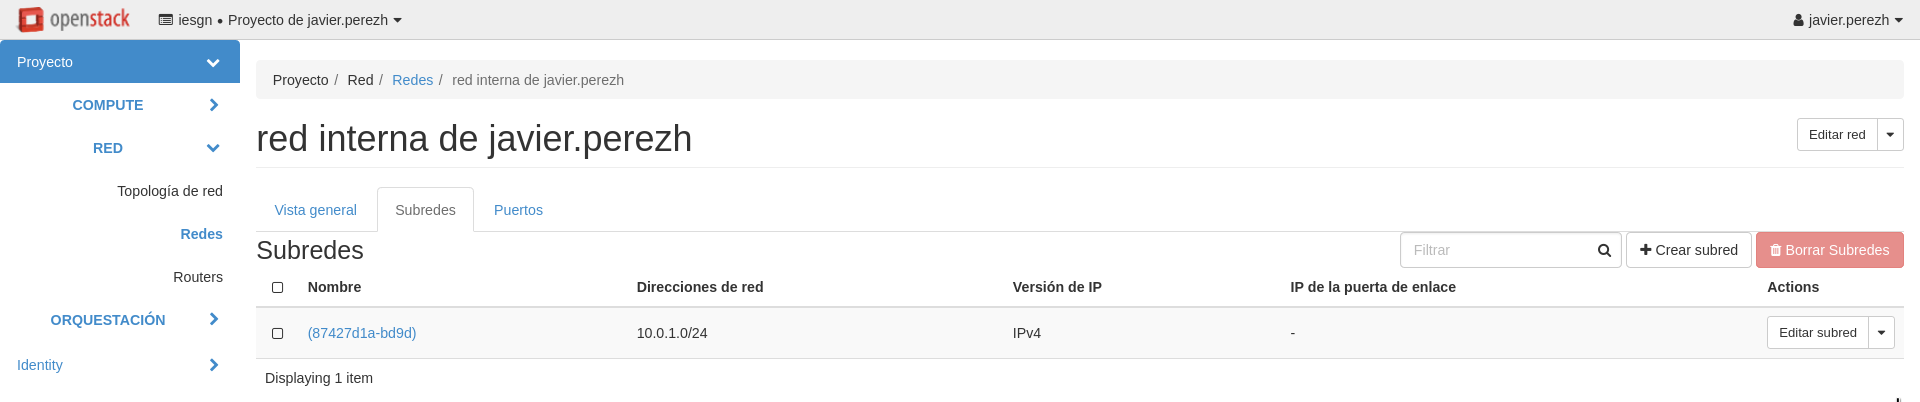 openstack iesgn • Proyecto de javier.perezh javier.perezh
Proyecto
COMPUTE
RED
Topología de red
Redes
Routers
ORQUESTACIÓN
Identity
Proyecto / Red / Redes / red interna de javier.perezh
red interna de javier.perezh
Editar red
Vista general Subredes Puertos
Subredes
Filtrar Crear subred Borrar Subredes
Nombre Direcciones de red Versión de IP IP de la puerta de enlace Actions
(87427d1a-bd9d) 10.0.1.0/24 IPv4 - Editar subred
Displaying 1 item